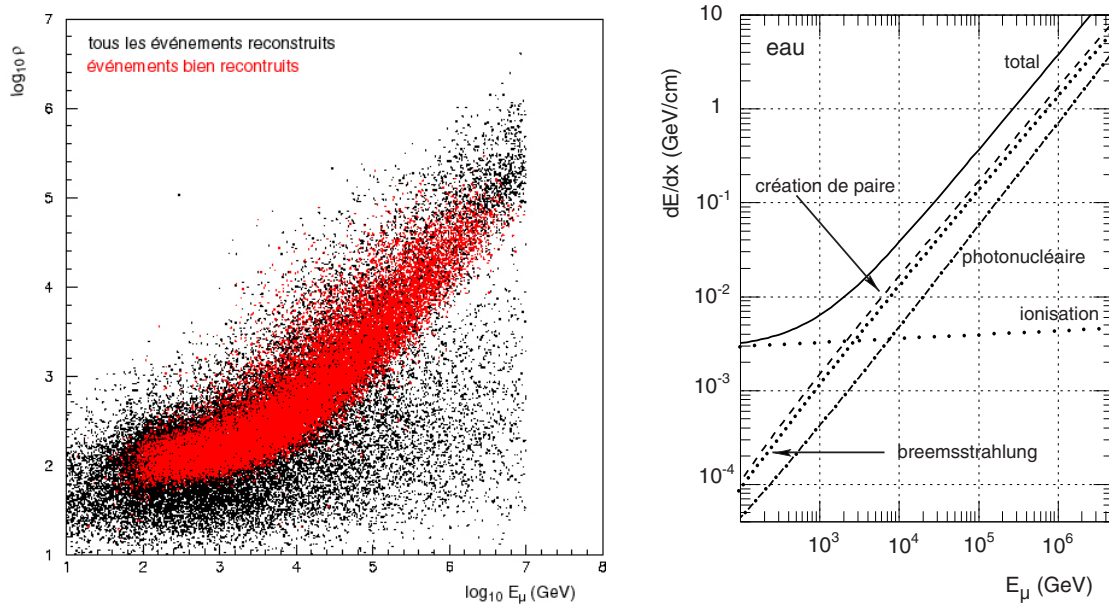 7
6
5
4
3
2
1
log₁₀ ρ
tous les événements reconstruits
événements bien recontruits
1 2 3 4 5 6 7 8
log₁₀ Eμ (GeV)
10
1
10⁻¹
10⁻²
10⁻³
10⁻⁴
dE/dx (GeV/cm)
eau
total
création de paire
photonucléaire
ionisation
breemsstrahlung
10³ 10⁴ 10⁵ 10⁶
Eμ (GeV)